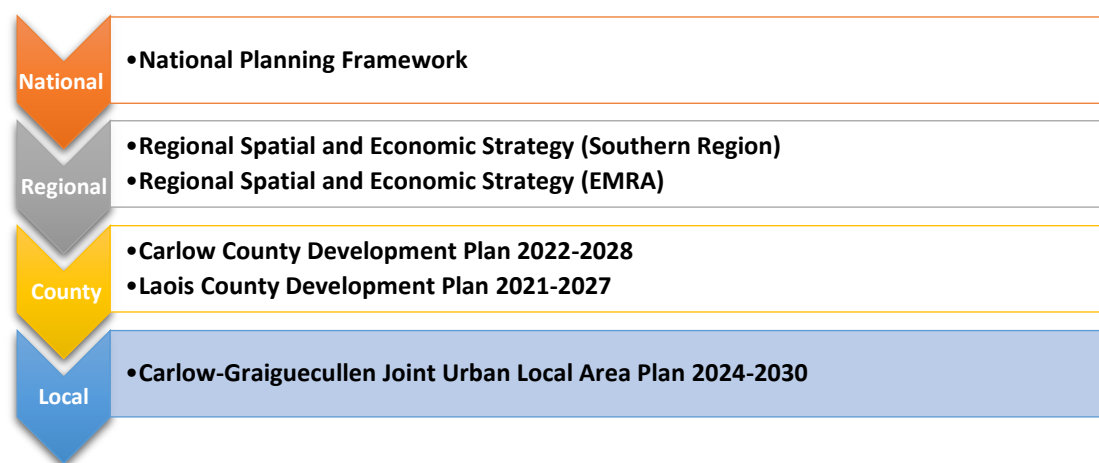 National
•National Planning Framework
Regional
•Regional Spatial and Economic Strategy (Southern Region)
•Regional Spatial and Economic Strategy (EMRA)
County
•Carlow County Development Plan 2022-2028
•Laois County Development Plan 2021-2027
Local
•Carlow-Graiguecullen Joint Urban Local Area Plan 2024-2030